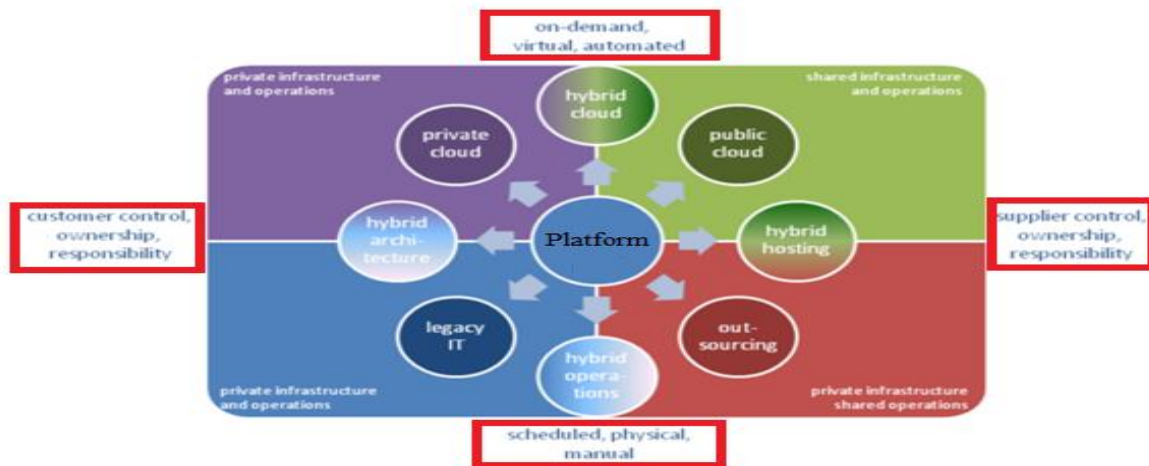 on-demand,
virtual, automated
private infrastructure
and operations
shared infrastructure
and operations
hybrid
cloud
private
cloud
public
cloud
customer control,
ownership,
responsibility
hybrid
archi-
tecture
Platform
hybrid
hosting
supplier control,
ownership,
responsibility
legacy
IT
hybrid
opera-
tions
out-
sourcing
private infrastructure
and operations
private infrastructure
shared operations
scheduled, physical,
manual